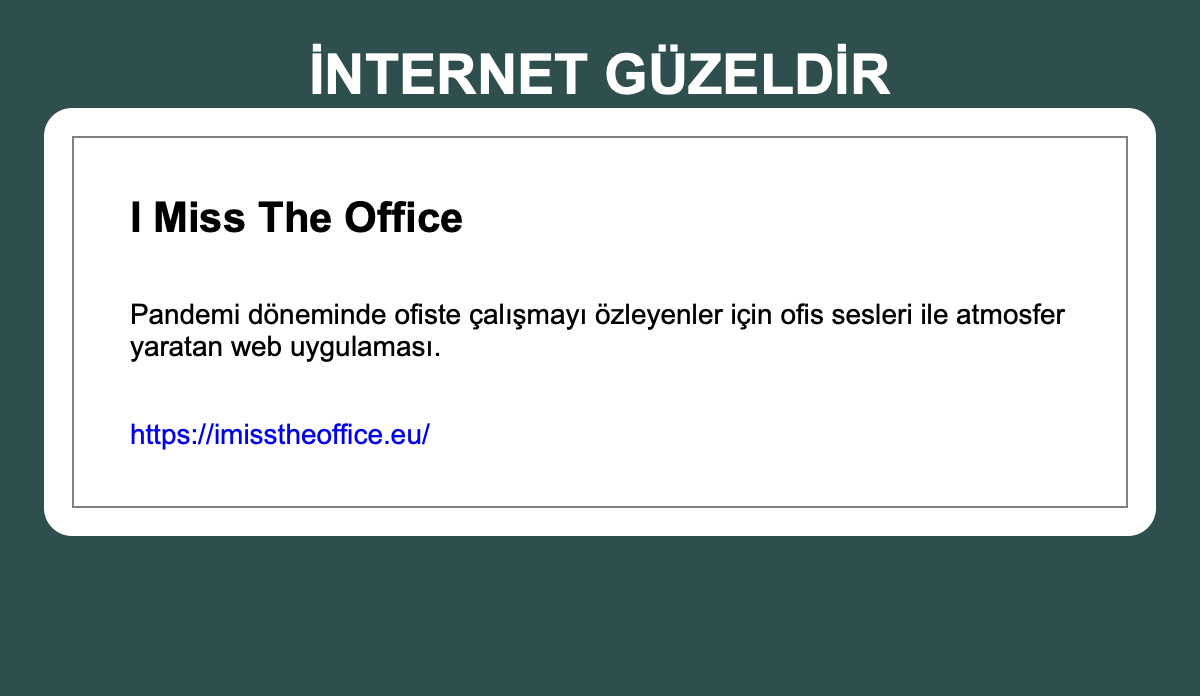 İNTERNET GÜZELDİR
I Miss The Office
Pandemi döneminde ofiste çalışmayı özleyenler için ofis sesleri ile atmosfer
yaratan web uygulaması.
https://imisstheoffice.eu/